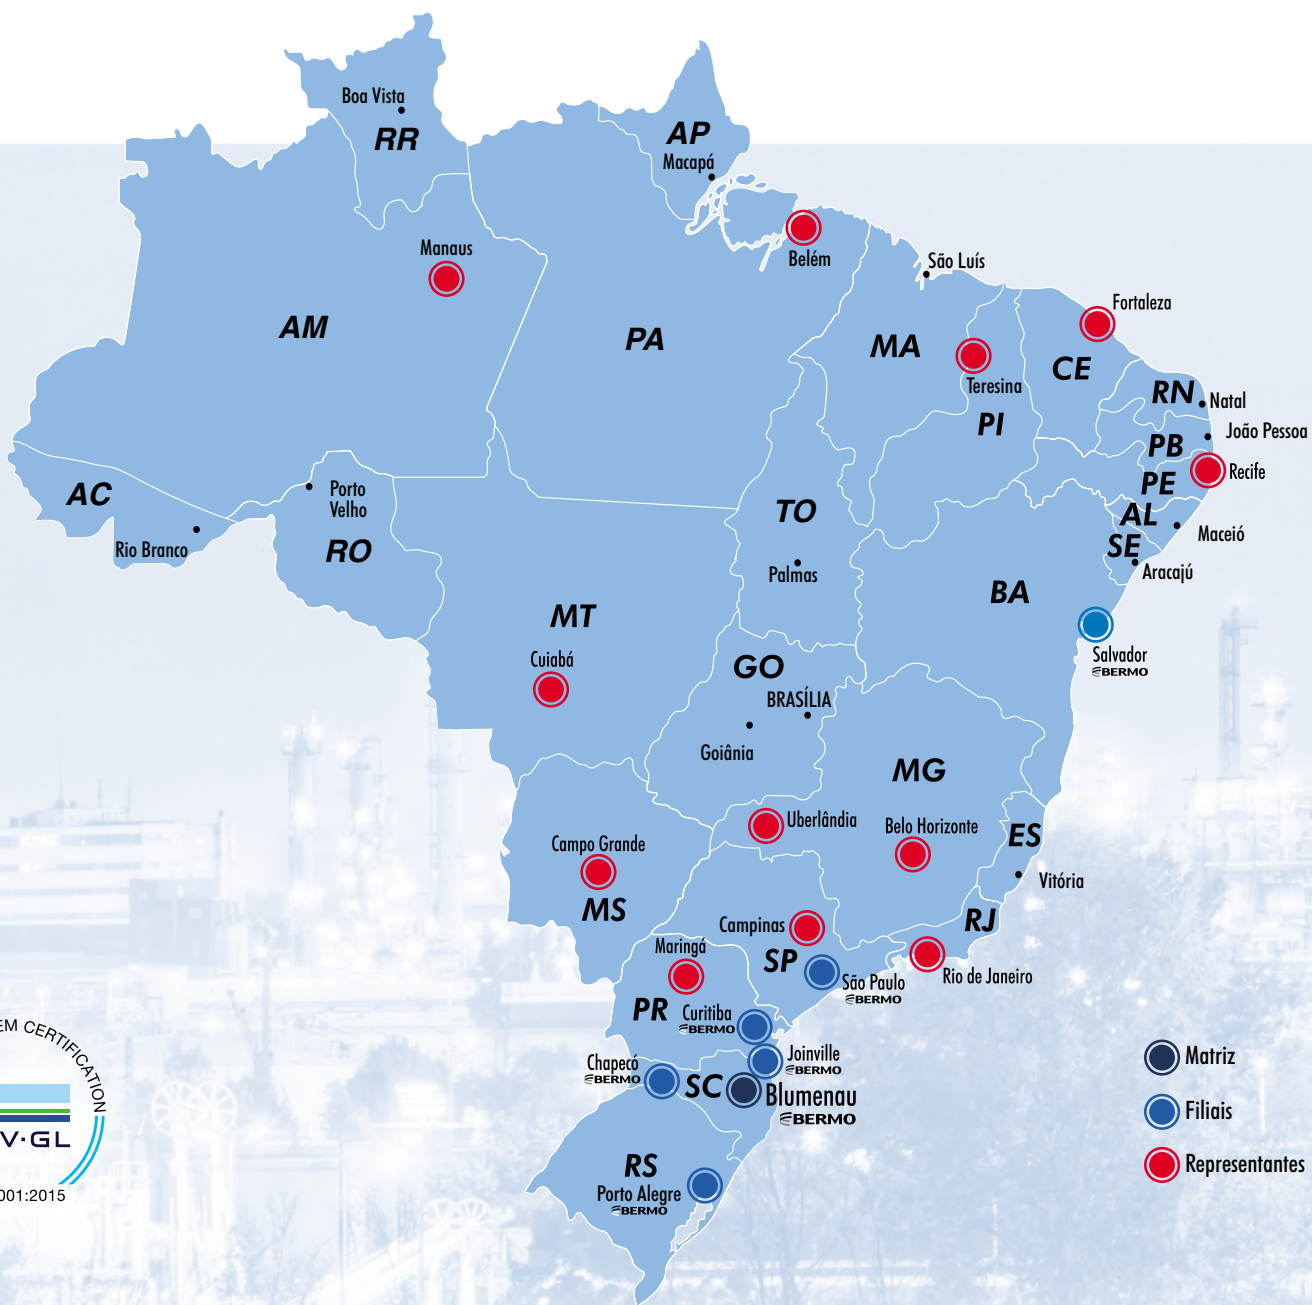 Boa Vista
RR
AP
Macapá
Manaus
Belém
São Luís
Fortaleza
AM
PA
MA
Teresina
CE
RN
Natal
PI
João Pessoa
PB
Recife
PE
AC
Porto
Velho
Rio Branco
RO
TO
Palmas
AL
Maceió
SE
Aracajú
BA
MT
Cuiabá
Salvador
BERMO
GO
BRASÍLIA
Goiânia
MG
Uberlândia
Belo Horizonte
ES
Vitória
Campo Grande
MS
RJ
Campinas
Maringá
SP
São Paulo
BERMO
Rio de Janeiro
PR
Curitiba
BERMO
Joinville
BERMO
Chapecó
BERMO
SC
Blumenau
BERMO
RS
Porto Alegre
BERMO
Matriz
Filiais
Representantes
EM CERTIFICATION
V·GL
001:2015